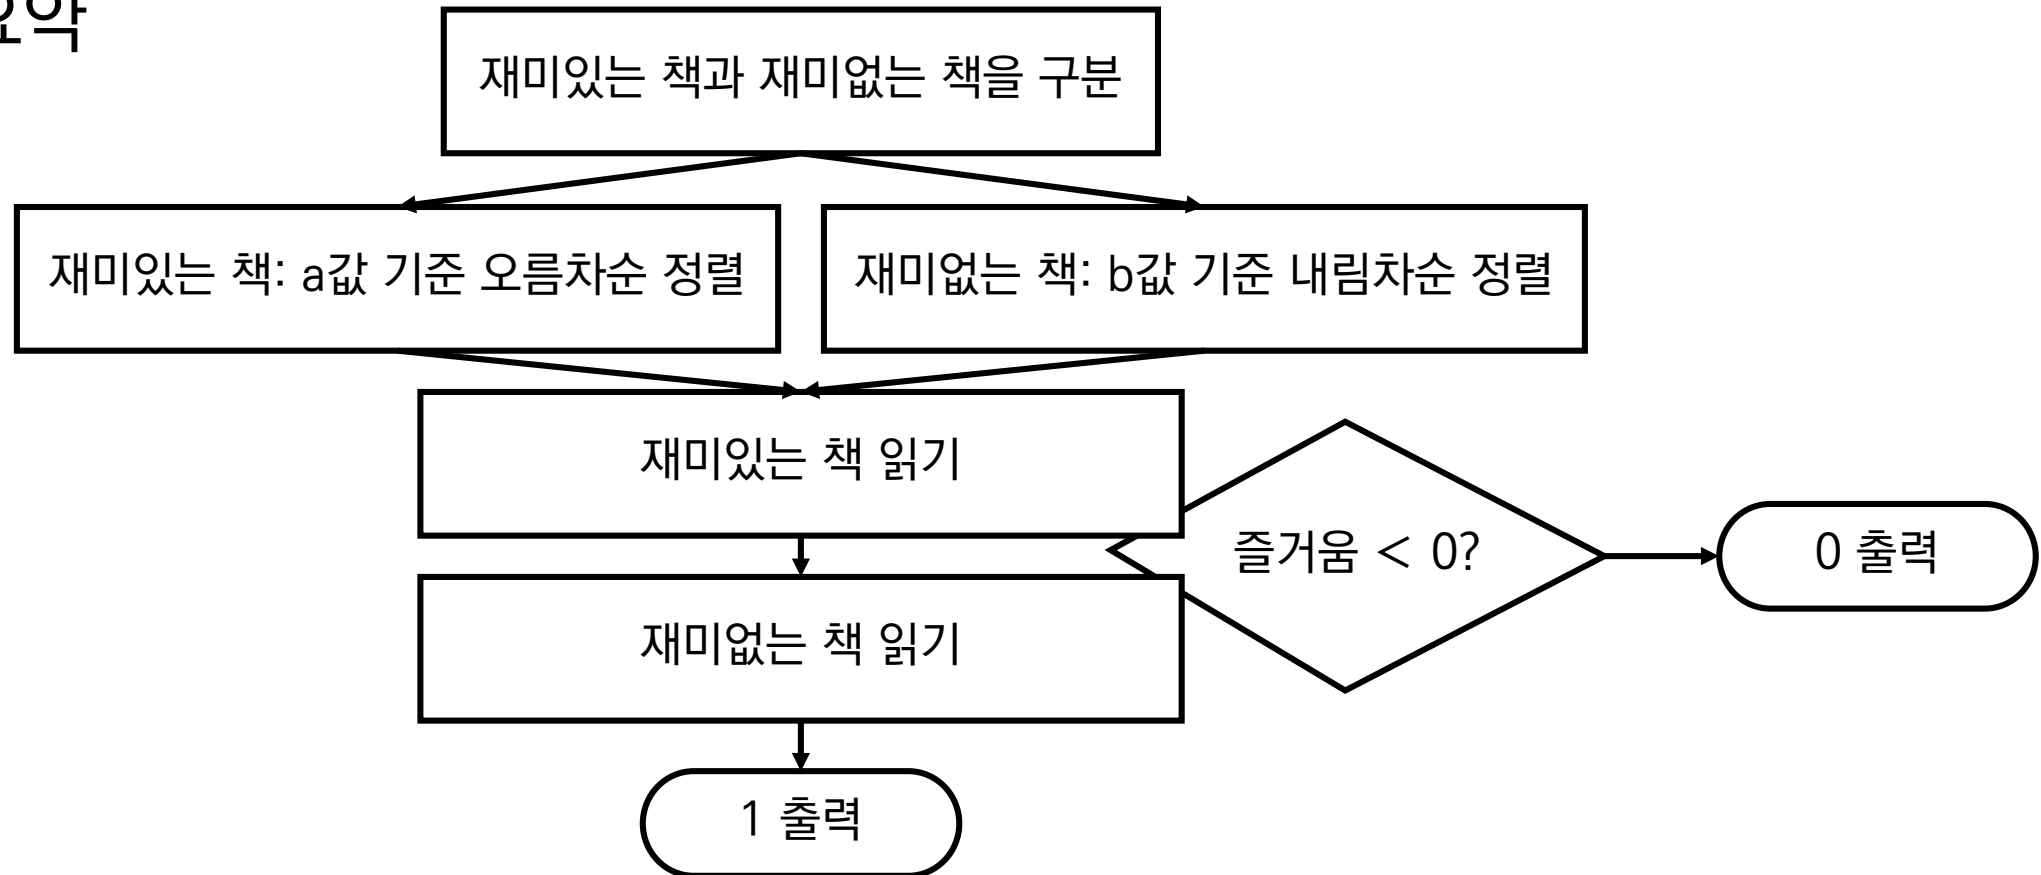 요약
재미있는 책과 재미없는 책을 구분
재미있는 책: a값 기준 오름차순 정렬
재미없는 책: b값 기준 내림차순 정렬
재미있는 책 읽기
즐거움 < 0?
0 출력
재미없는 책 읽기
1 출력